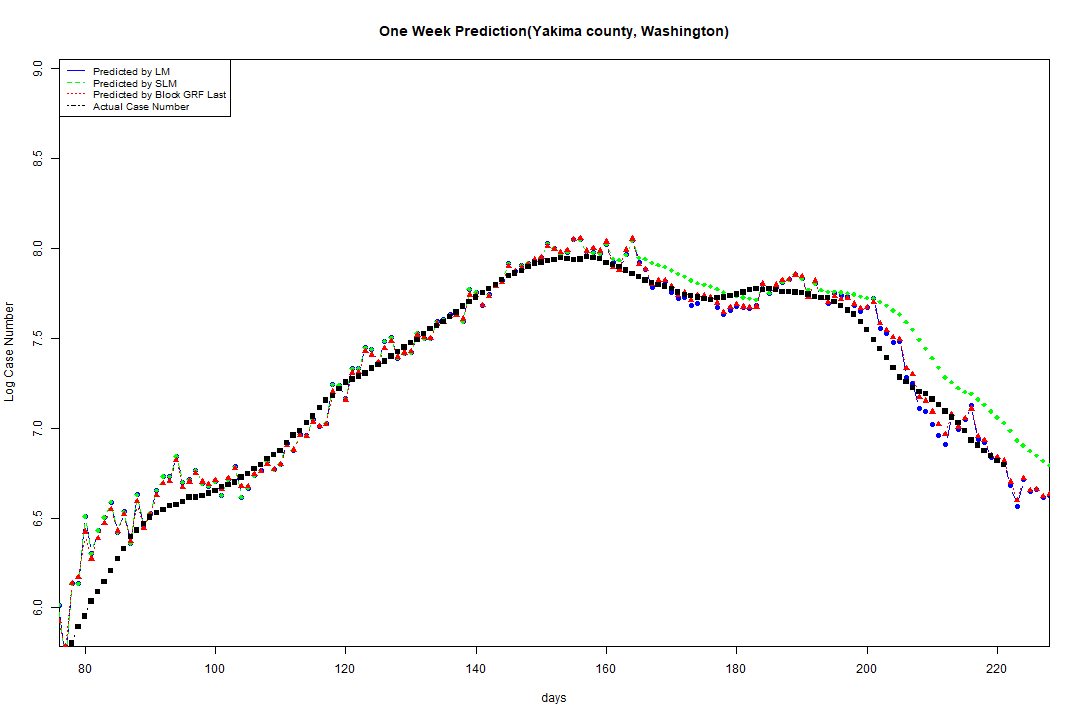 One Week Prediction(Yakima county, Washington)
9.0
Predicted by LM
Predicted by SLM
Predicted by Block GRF Last
Actual Case Number
8.5
8.0
7.5
7.0
6.5
6.0
Log Case Number
80 100 120 140 160 180 200 220
days